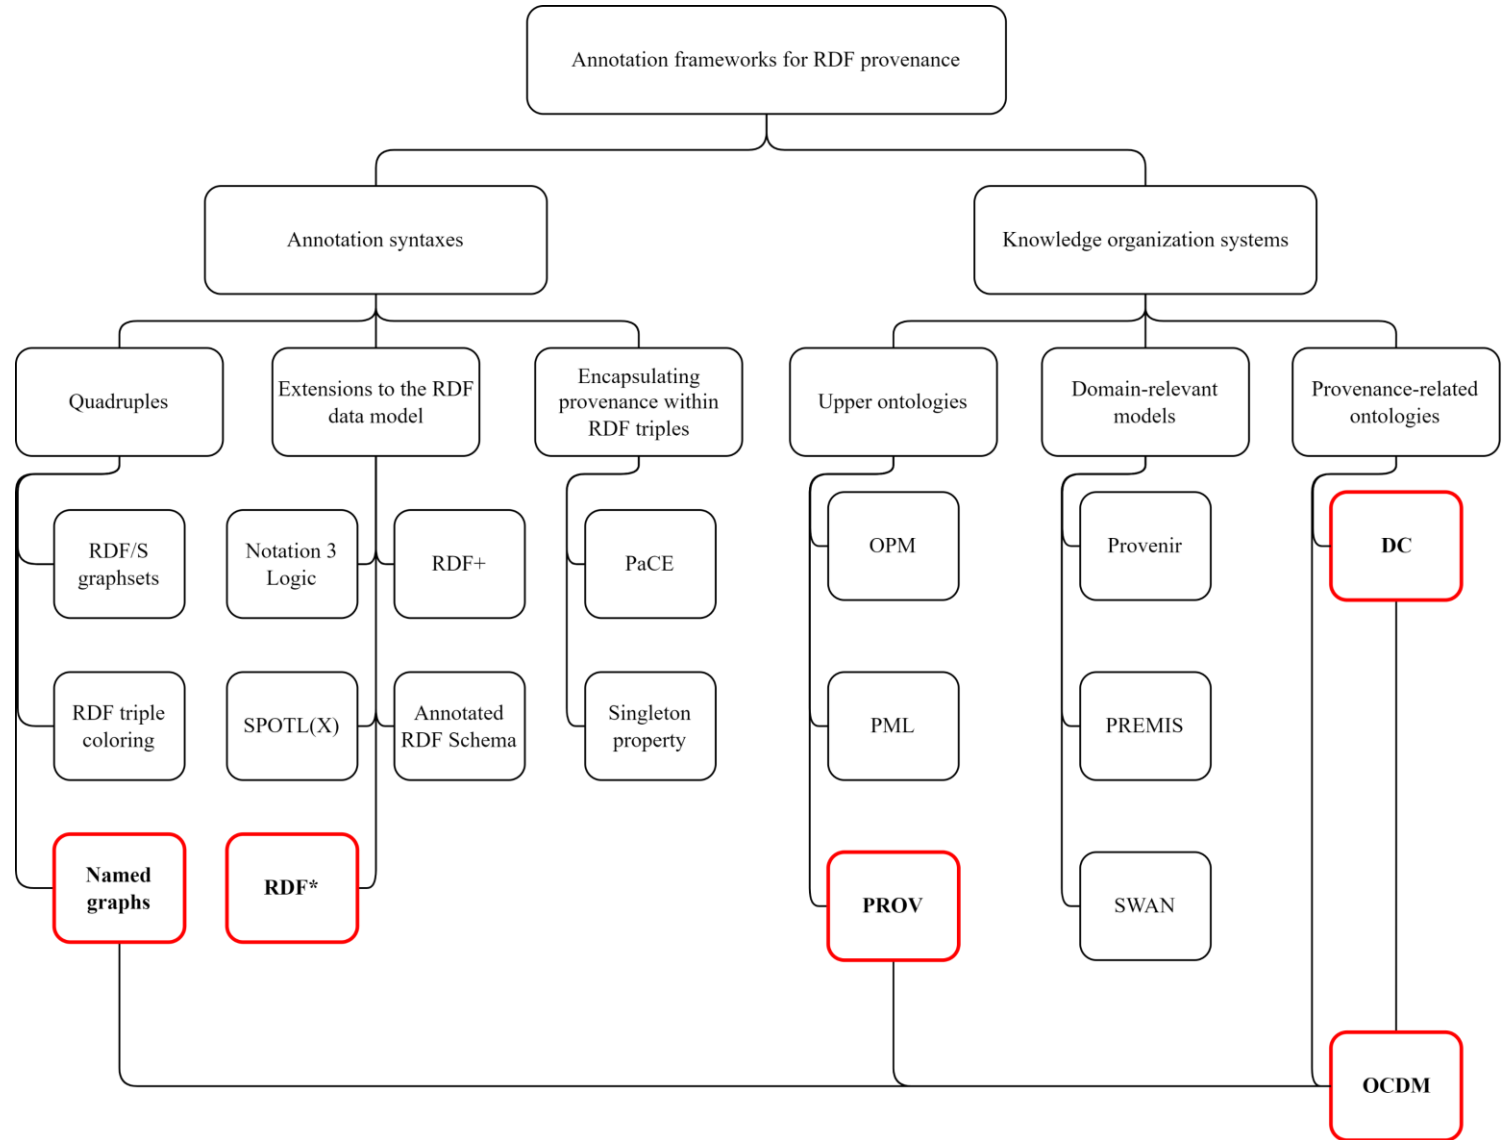 Annotation frameworks for RDF provenance
Annotation syntaxes
Knowledge organization systems
Quadruples
Extensions to the RDF
data model
Encapsulating
provenance within
RDF triples
Upper ontologies
Domain-relevant
models
Provenance-related
ontologies
RDF/S
graphsets
Notation 3
Logic
RDF+
PaCE
OPM
Provenir
DC
RDF triple
coloring
SPOTL(X)
Annotated
RDF Schema
Singleton
property
PML
PREMIS
Named
graphs
RDF*
PROV
SWAN
OCDM